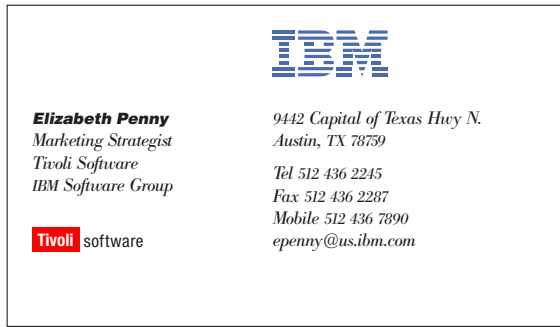 IBM
Elizabeth Penny
Marketing Strategist
Tivoli Software
IBM Software Group
Tivoli software
9442 Capital of Texas Hwy N.
Austin, TX 78759
Tel 512 436 2245
Fax 512 436 2287
Mobile 512 436 7890
epenny@us.ibm.com